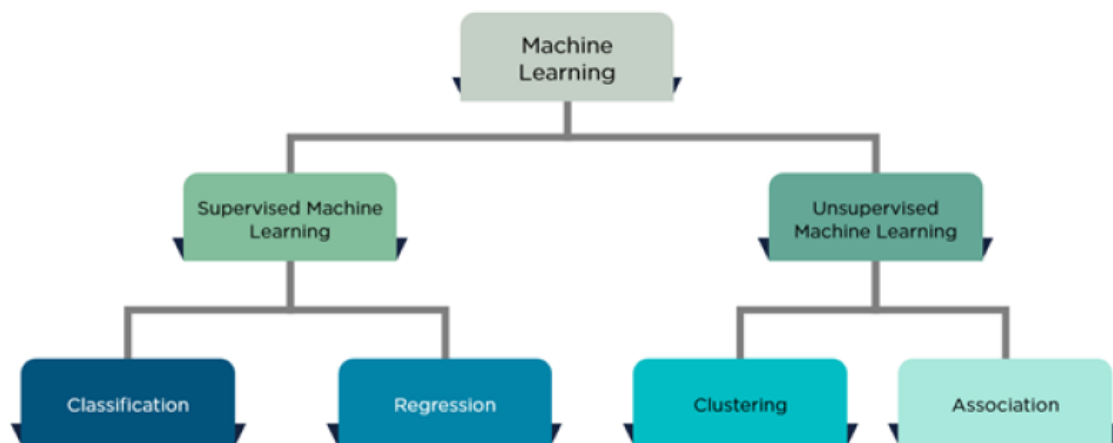 Machine
Learning
Supervised Machine
Learning
Unsupervised
Machine Learning
Classification
Regression
Clustering
Association